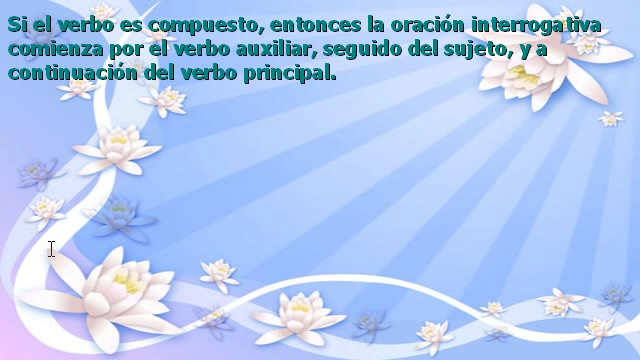 Si el verbo es compuesto, entonces la oración interrogativa
comienza por el verbo auxiliar, seguido del sujeto, y a
continuación del verbo principal.